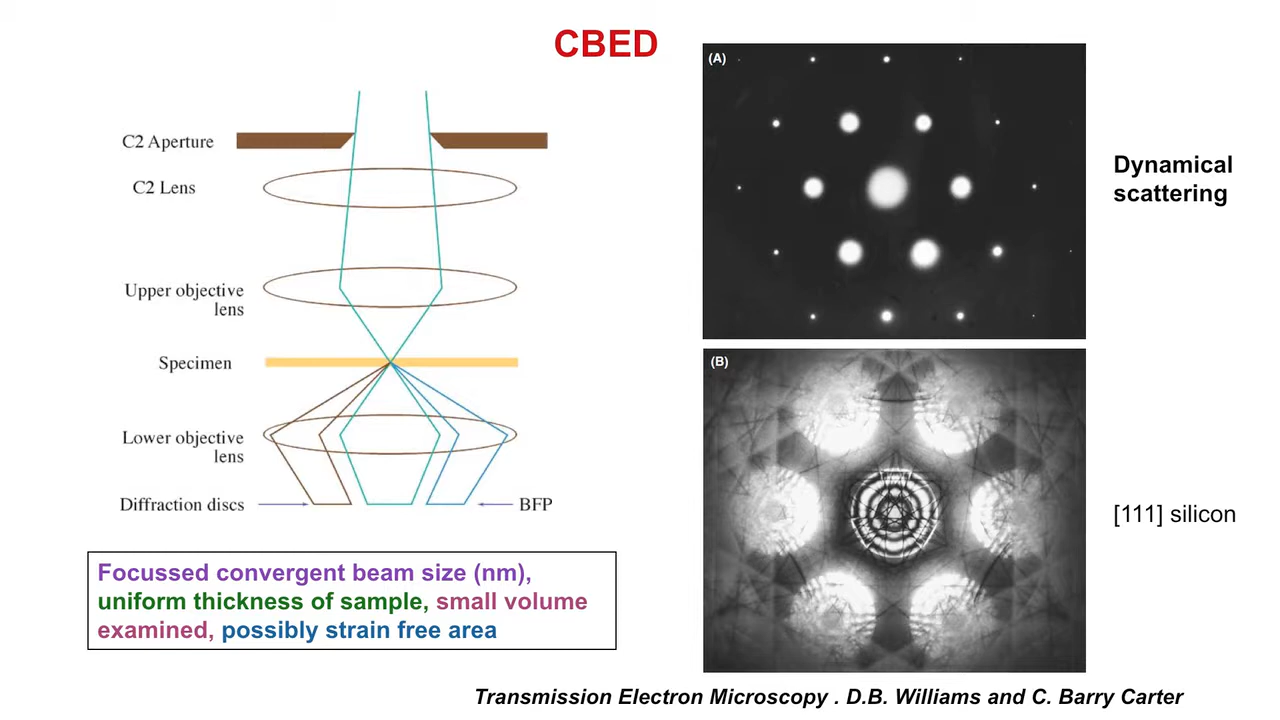 CBED
C2 Aperture
C2 Lens
Upper objective
lens
Specimen
Lower objective
lens
Diffraction discs
BFP
Focussed convergent beam size (nm),
uniform thickness of sample, small volume
examined, possibly strain free area
(A)
Dynamical
scattering
(B)
[111] silicon
Transmission Electron Microscopy . D.B. Williams and C. Barry Carter